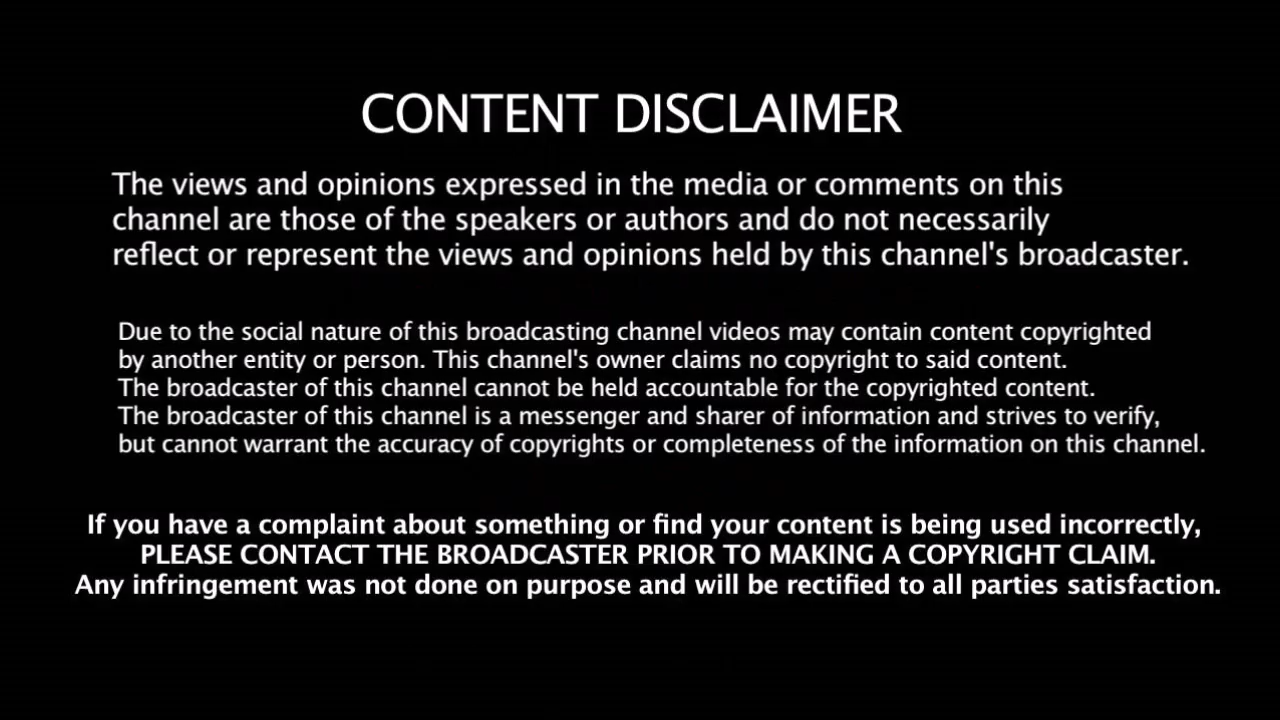 CONTENT DISCLAIMER
The views and opinions expressed in the media or comments on this
channel are those of the speakers or authors and do not necessarily
reflect or represent the views and opinions held by this channel's broadcaster.
Due to the social nature of this broadcasting channel videos may contain content copyrighted
by another entity or person. This channel's owner claims no copyright to said content.
The broadcaster of this channel cannot be held accountable for the copyrighted content.
The broadcaster of this channel is a messenger and sharer of information and strives to verify,
but cannot warrant the accuracy of copyrights or completeness of the information on this channel.
If you have a complaint about something or find your content is being used incorrectly,
PLEASE CONTACT THE BROADCASTER PRIOR TO MAKING A COPYRIGHT CLAIM.
Any infringement was not done on purpose and will be rectified to all parties satisfaction.